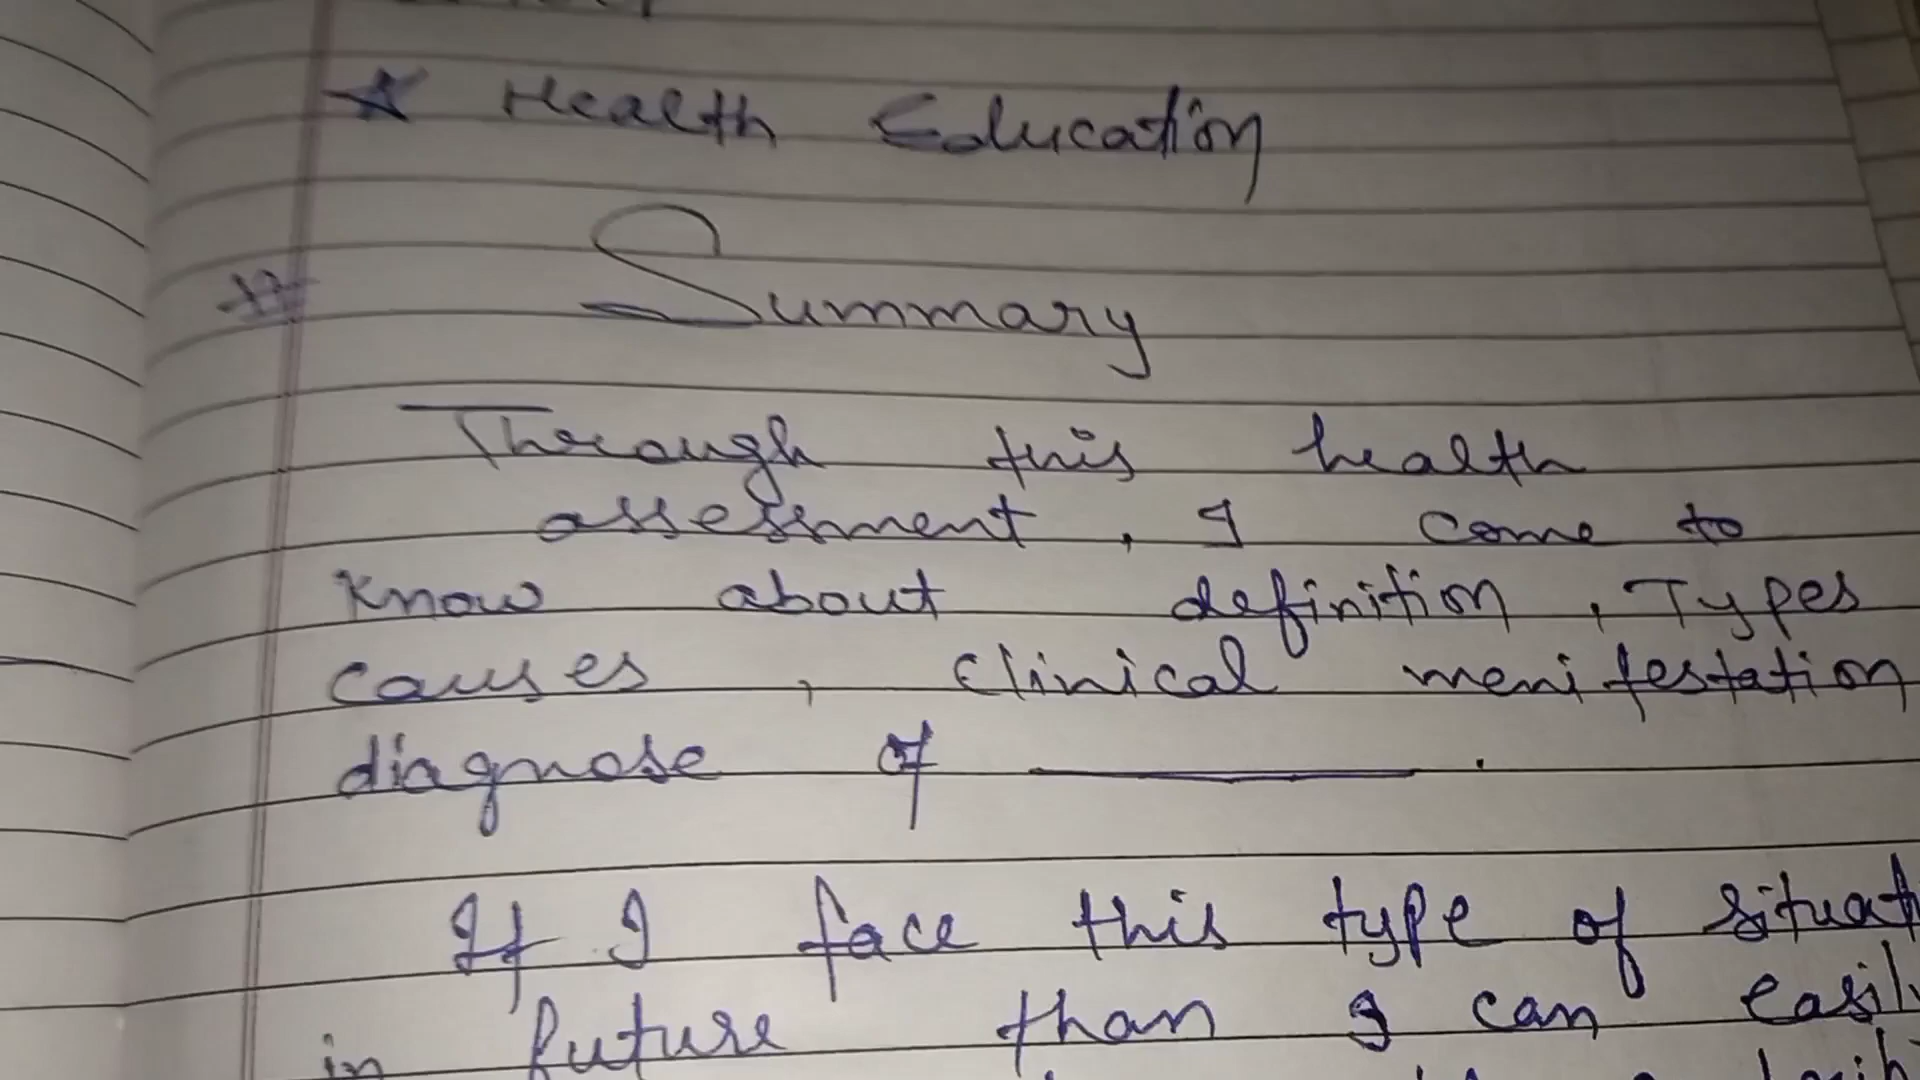 ★ Health Education
Summary
Through this health
assessment, I come to
Know about definition, Types
causes, clinical menifestation
diagnose of ________.
If I face this type of situat
in future than I can easily